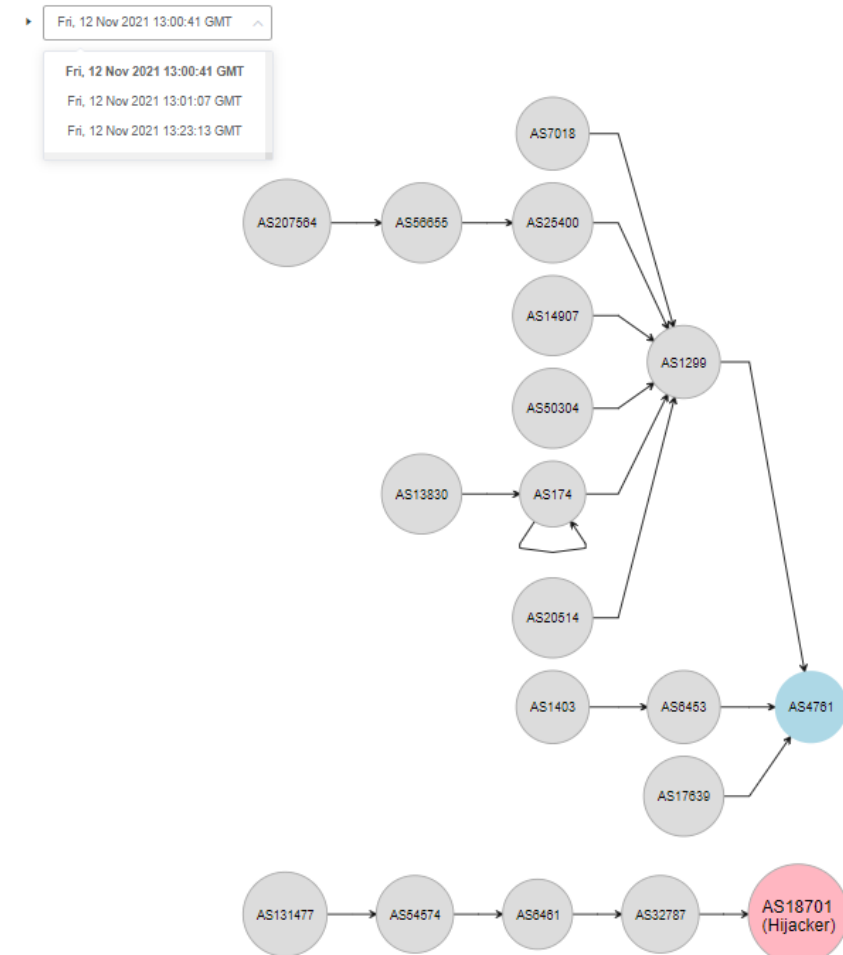 Fri, 12 Nov 2021 13:00:41 GMT
Fri, 12 Nov 2021 13:00:41 GMT
Fri, 12 Nov 2021 13:01:07 GMT
Fri, 12 Nov 2021 13:23:13 GMT
AS7018
AS207564
AS56655
AS25400
AS14907
AS1299
AS50304
AS13830
AS174
AS20514
AS1403
AS6453
AS4761
AS17639
AS131477
AS54574
AS6461
AS32787
AS18701
(Hijacker)